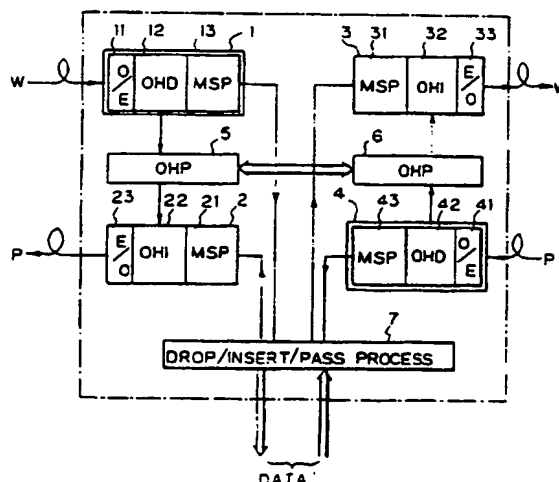 11 12 13 1
3 31 32 33
W O/E OHD MSP
MSP OHI E/O W
5 6
OHP OHP
23 22 21 2
4 43 42 41
P E/O OHI MSP
MSP OHD O/E P
7
DROP/INSERT/PASS PROCESS
DATA